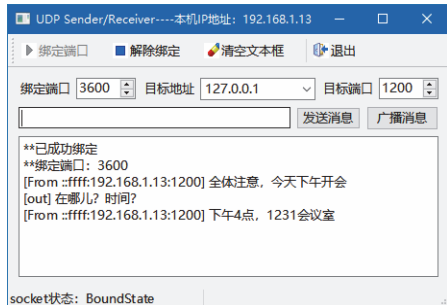 UDP Sender/Receiver----本机IP地址：192.168.1.13
绑定端口 解除绑定 清空文本框 退出
绑定端口 3600 目标地址 127.0.0.1 目标端口 1200
发送消息 广播消息
**已成功绑定
**绑定端口：3600
[From ::ffff:192.168.1.13:1200] 全体注意，今天下午开会
[out] 在哪儿？时间？
[From ::ffff:192.168.1.13:1200] 下午4点，1231会议室
socket状态：BoundState